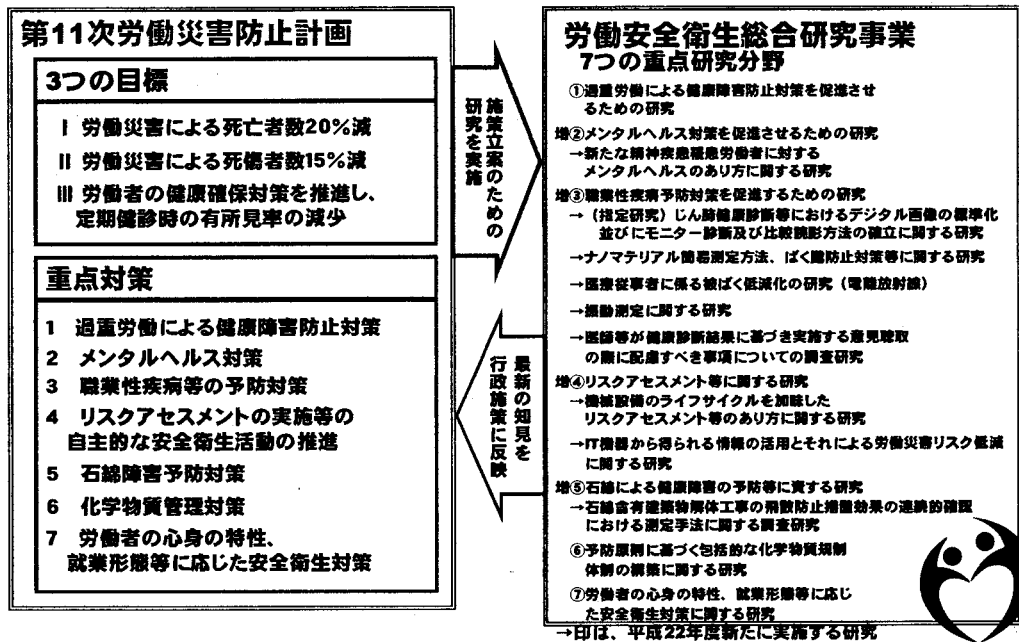 第11次労働災害防止計画
3つの目標
Ⅰ 労働災害による死亡者数20%減
Ⅱ 労働災害による死傷者数15%減
Ⅲ 労働者の健康確保対策を推進し、
定期健診時の有所見率の減少
重点対策
1 過重労働による健康障害防止対策
2 メンタルヘルス対策
3 職業性疾病等の予防対策
4 リスクアセスメントの実施等の
自主的な安全衛生活動の推進
5 石綿障害予防対策
6 化学物質管理対策
7 労働者の心身の特性、
就業形態等に応じた安全衛生対策
施策立案のための
研究を実施
最新の知見を
行政施策に反映
労働安全衛生総合研究事業
7つの重点研究分野
①過重労働による健康障害防止対策を促進させ
るための研究
増②メンタルヘルス対策を促進させるための研究
→新たな精神疾患罹患労働者に対する
メンタルヘルスのあり方に関する研究
増③職業性疾病予防対策を促進するための研究
→（指定研究）じん肺健康診断等におけるデジタル画像の標準化
並びにモニター診断及び比較読影方法の確立に関する研究
→ナノマテリアル簡易測定方法、ばく露防止対策等に関する研究
→医療従事者に係る被ばく低減化の研究（電離放射線）
→振動測定に関する研究
→医師等が健康診断結果に基づき実施する意見聴取
の際に配慮すべき事項についての調査研究
増④リスクアセスメント等に関する研究
→機械設備のライフサイクルを加味した
リスクアセスメント等のあり方に関する研究
→IT機器から得られる情報の活用とそれによる労働災害リスク低減
に関する研究
増⑤石綿による健康障害の予防等に資する研究
→石綿含有建築物解体工事の飛散防止措置効果の連続的確認
における測定手法に関する調査研究
⑥予防原則に基づく包括的な化学物質規制
体制の構築に関する研究
⑦労働者の心身の特性、就業形態等に応じ
た安全衛生対策に関する研究
→印は、平成22年度新たに実施する研究